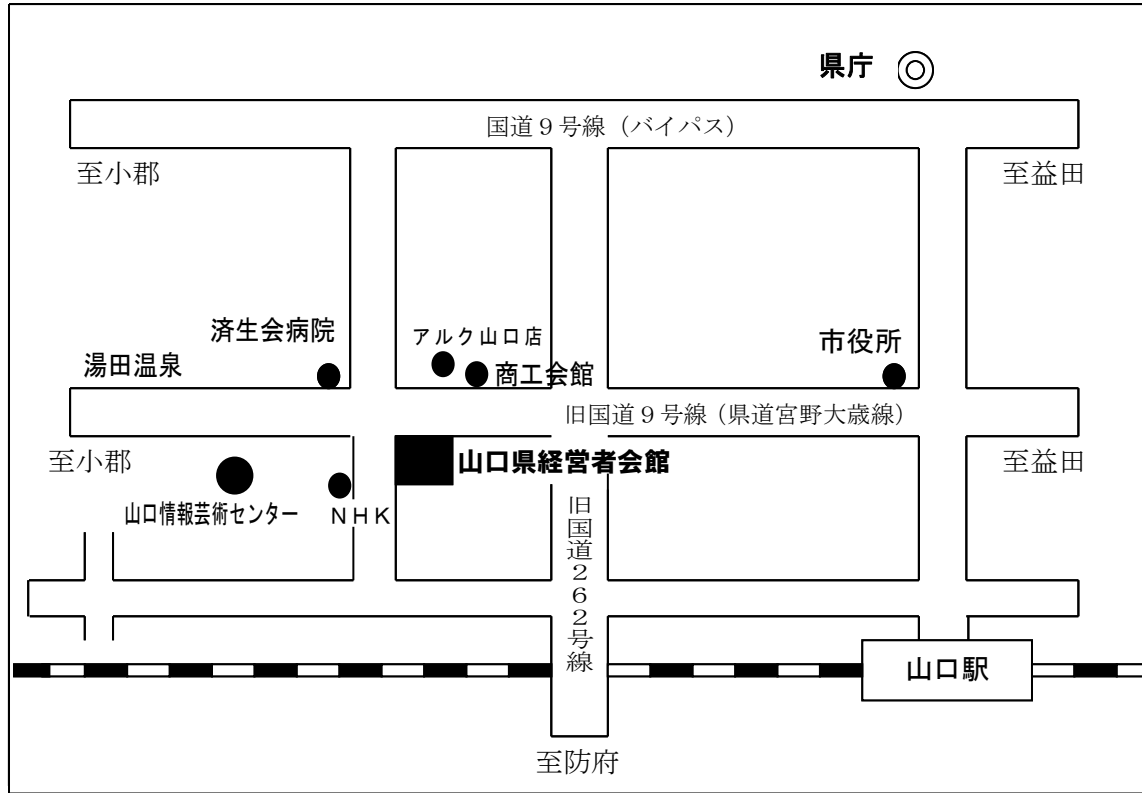 県庁
国道9号線（バイパス）
至小郡
至益田
済生会病院
アルク山口店
市役所
湯田温泉
商工会館
旧国道9号線（県道宮野大歳線）
至小郡
山口県経営者会館
至益田
山口情報芸術センター
ＮＨＫ
旧国道２６２号線
山口駅
至防府